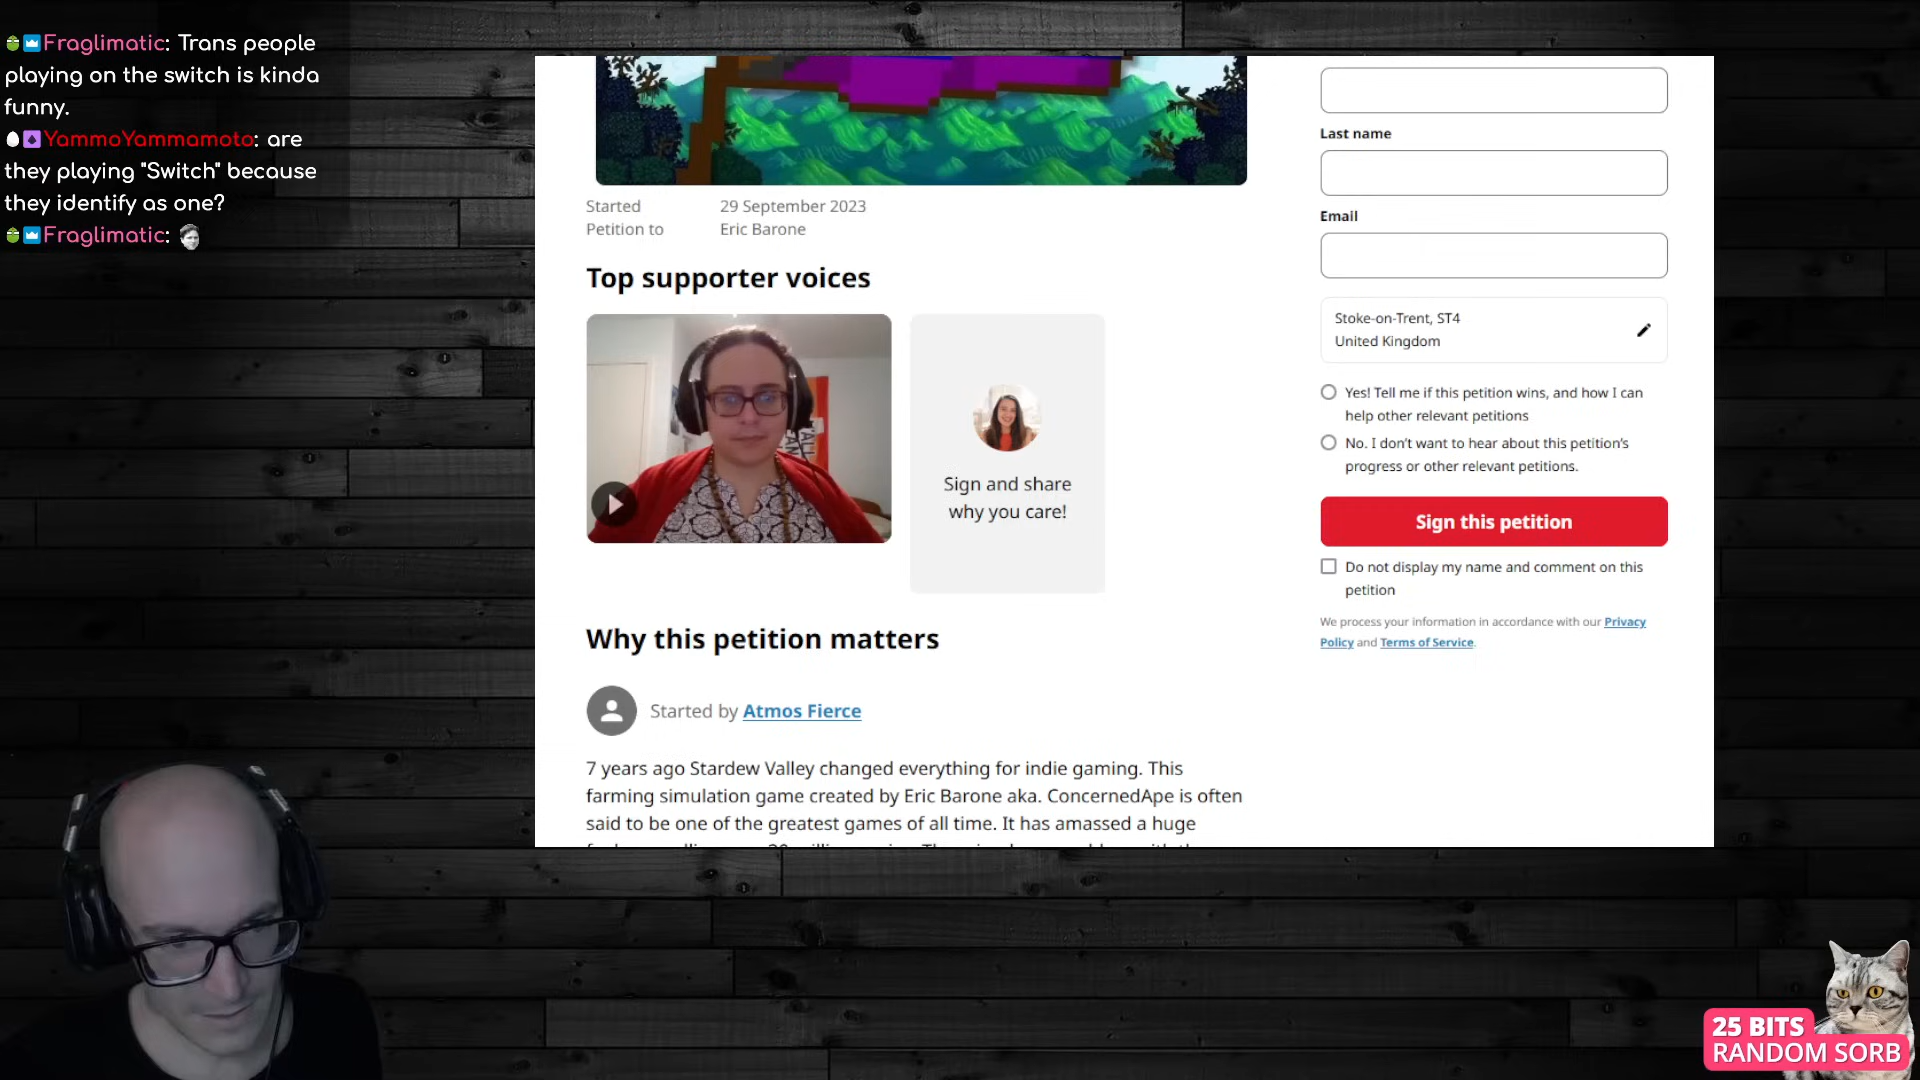 Fraglimatic: Trans people
playing on the switch is kinda
funny.
YammoYammamoto: are
they playing "Switch" because
they identify as one?
Fraglimatic:
Started 29 September 2023
Petition to Eric Barone
Top supporter voices
Sign and share
why you care!
Why this petition matters
Started by Atmos Fierce
7 years ago Stardew Valley changed everything for indie gaming. This
farming simulation game created by Eric Barone aka. ConcernedApe is often
said to be one of the greatest games of all time. It has amassed a huge
Last name
Email
Stoke-on-Trent, ST4
United Kingdom
Yes! Tell me if this petition wins, and how I can
help other relevant petitions
No. I don't want to hear about this petition's
progress or other relevant petitions.
Sign this petition
Do not display my name and comment on this
petition
We process your information in accordance with our Privacy
Policy and Terms of Service.
25 BITS
RANDOM SORB